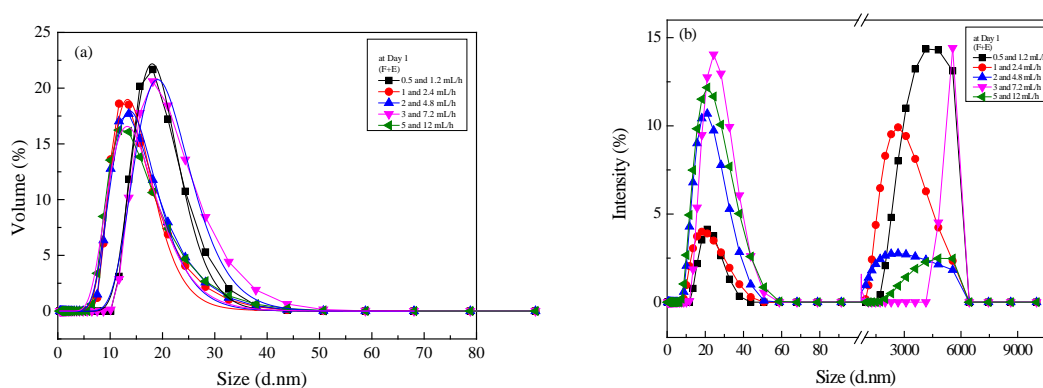 (a)
at Day 1
(F+E)
0.5 and 1.2 mL/h
1 and 2.4 mL/h
2 and 4.8 mL/h
3 and 7.2 mL/h
5 and 12 mL/h
25
20
15
10
5
0
Volume (%)
0 10 20 30 40 50 60 70 80
Size (d.nm)
(b)
at Day 1
(F+E)
0.5 and 1.2 mL/h
1 and 2.4 mL/h
2 and 4.8 mL/h
3 and 7.2 mL/h
5 and 12 mL/h
15
10
5
0
Intensity (%)
0 20 40 60 80 3000 6000 9000
Size (d.nm)